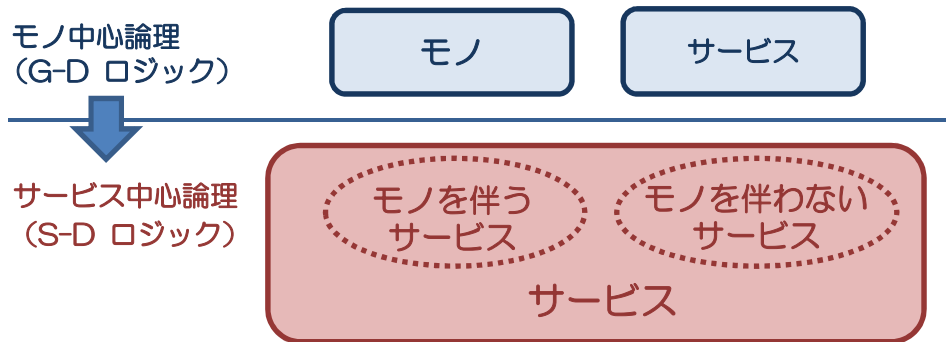 モノ中心論理
（G-D ロジック）
モノ
サービス
サービス中心論理
（S-D ロジック）
モノを伴う
サービス
モノを伴わない
サービス
サービス